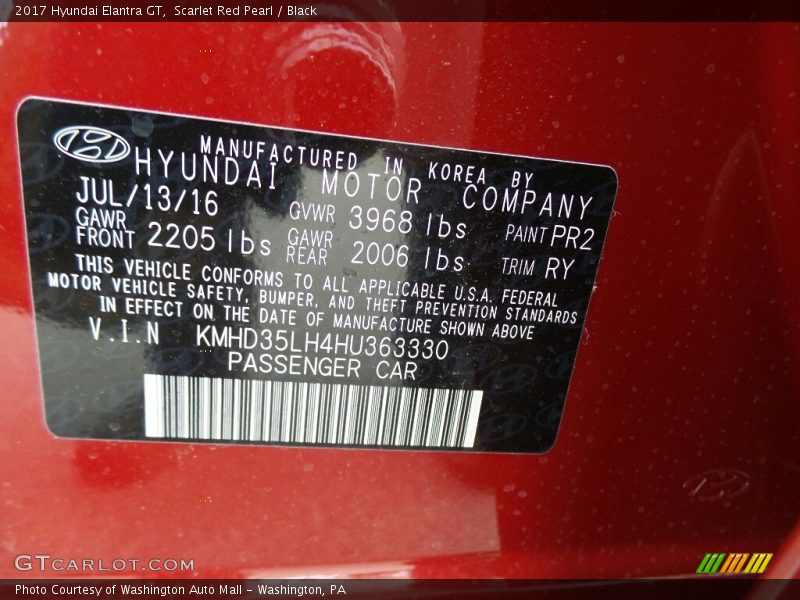 2017 Hyundai Elantra GT, Scarlet Red Pearl / Black
MANUFACTURED IN KOREA BY
HYUNDAI MOTOR COMPANY
JUL/13/16 GVWR 3968 lbs PAINT PR2
GAWR FRONT 2205 lbs GAWR REAR 2006 lbs TRIM RY
THIS VEHICLE CONFORMS TO ALL APPLICABLE U.S.A. FEDERAL
MOTOR VEHICLE SAFETY, BUMPER, AND THEFT PREVENTION STANDARDS
IN EFFECT ON THE DATE OF MANUFACTURE SHOWN ABOVE
V.I.N KMHD35LH4HU363330
PASSENGER CAR
GTCARLOT.COM
Photo Courtesy of Washington Auto Mall - Washington, PA